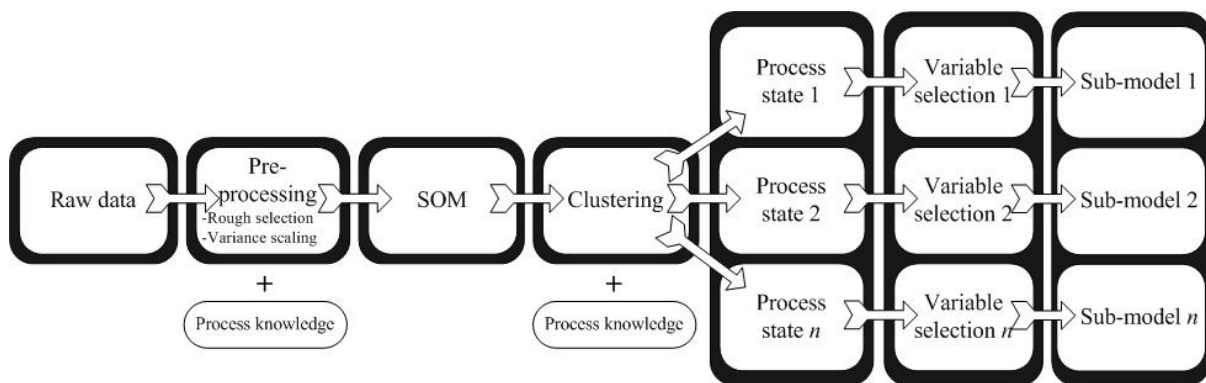 Raw data
Pre-
processing
-Rough selection
-Variance scaling
+
Process knowledge
SOM
Clustering
+
Process knowledge
Process
state 1
Variable
selection 1
Sub-model 1
Process
state 2
Variable
selection 2
Sub-model 2
Process
state n
Variable
selection n
Sub-model n